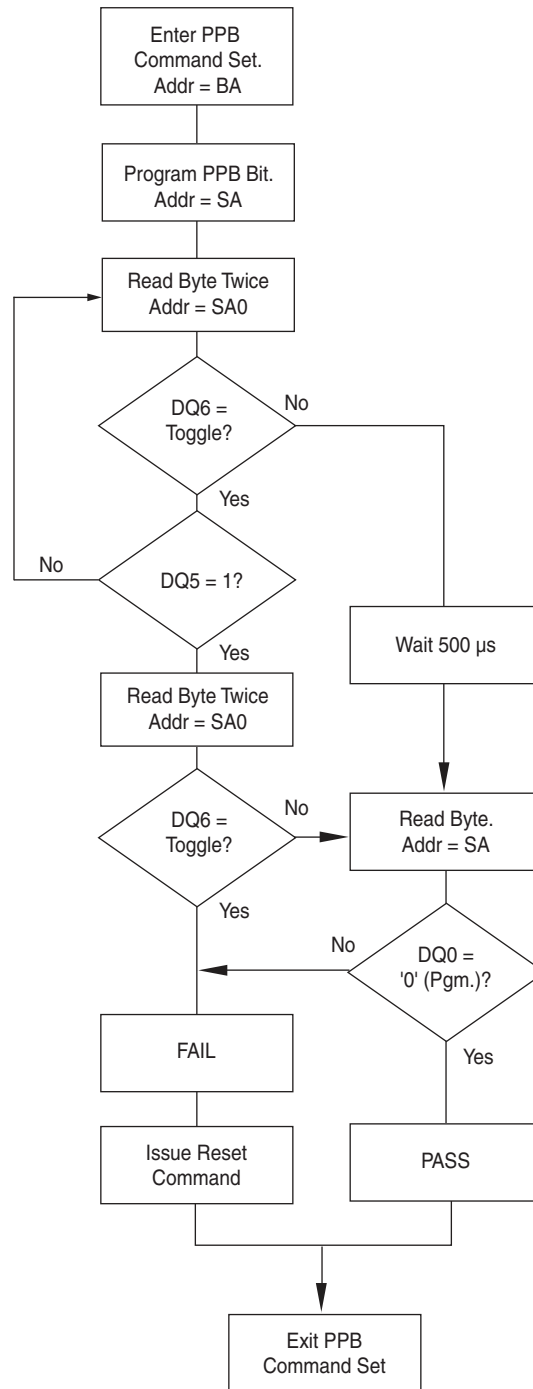 Enter PPB
Command Set.
Addr = BA
Program PPB Bit.
Addr = SA
Read Byte Twice
Addr = SA0
DQ6 =
Toggle?
No
Yes
DQ5 = 1?
No
Yes
Wait 500 µs
Read Byte Twice
Addr = SA0
DQ6 =
Toggle?
No
Yes
Read Byte.
Addr = SA
DQ0 =
'0' (Pgm.)?
No
Yes
FAIL
Issue Reset
Command
PASS
Exit PPB
Command Set